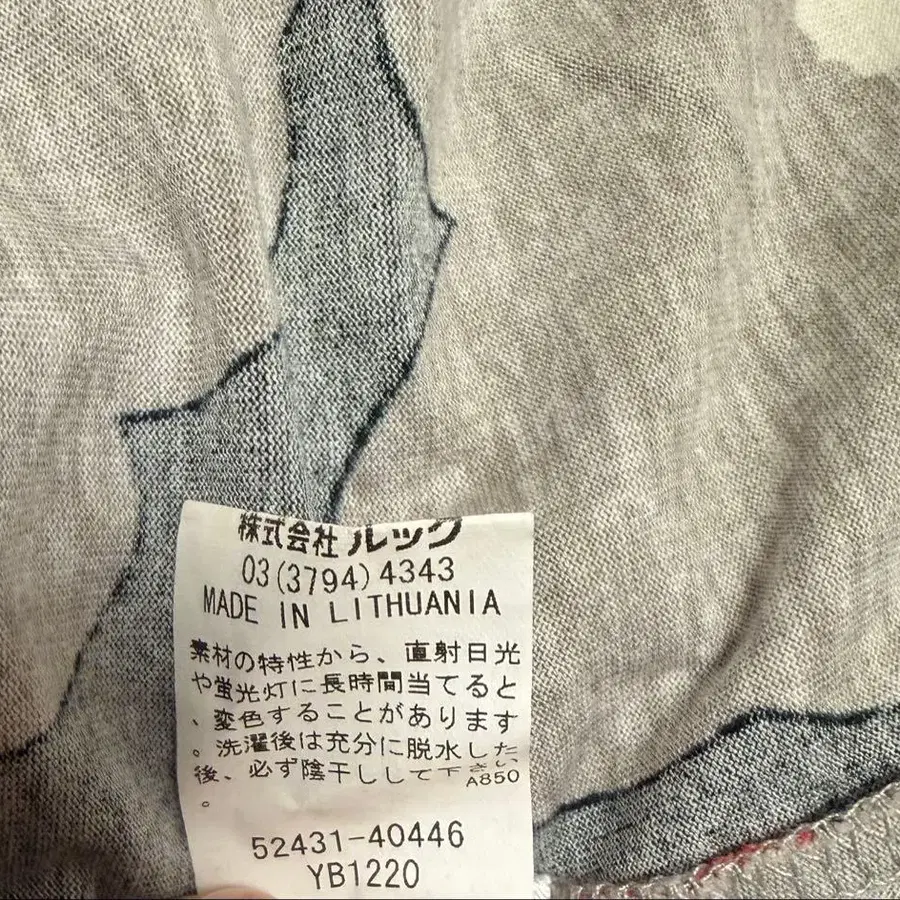 株式会社 ルック
03(3794)4343
MADE IN LITHUANIA
素材の特性から、直射日光
や蛍光灯に長時間当てると
、変色することがあります
。洗濯後は充分に脱水した
後、必ず陰干しして下さい
。
A850
52431-40446
YB1220